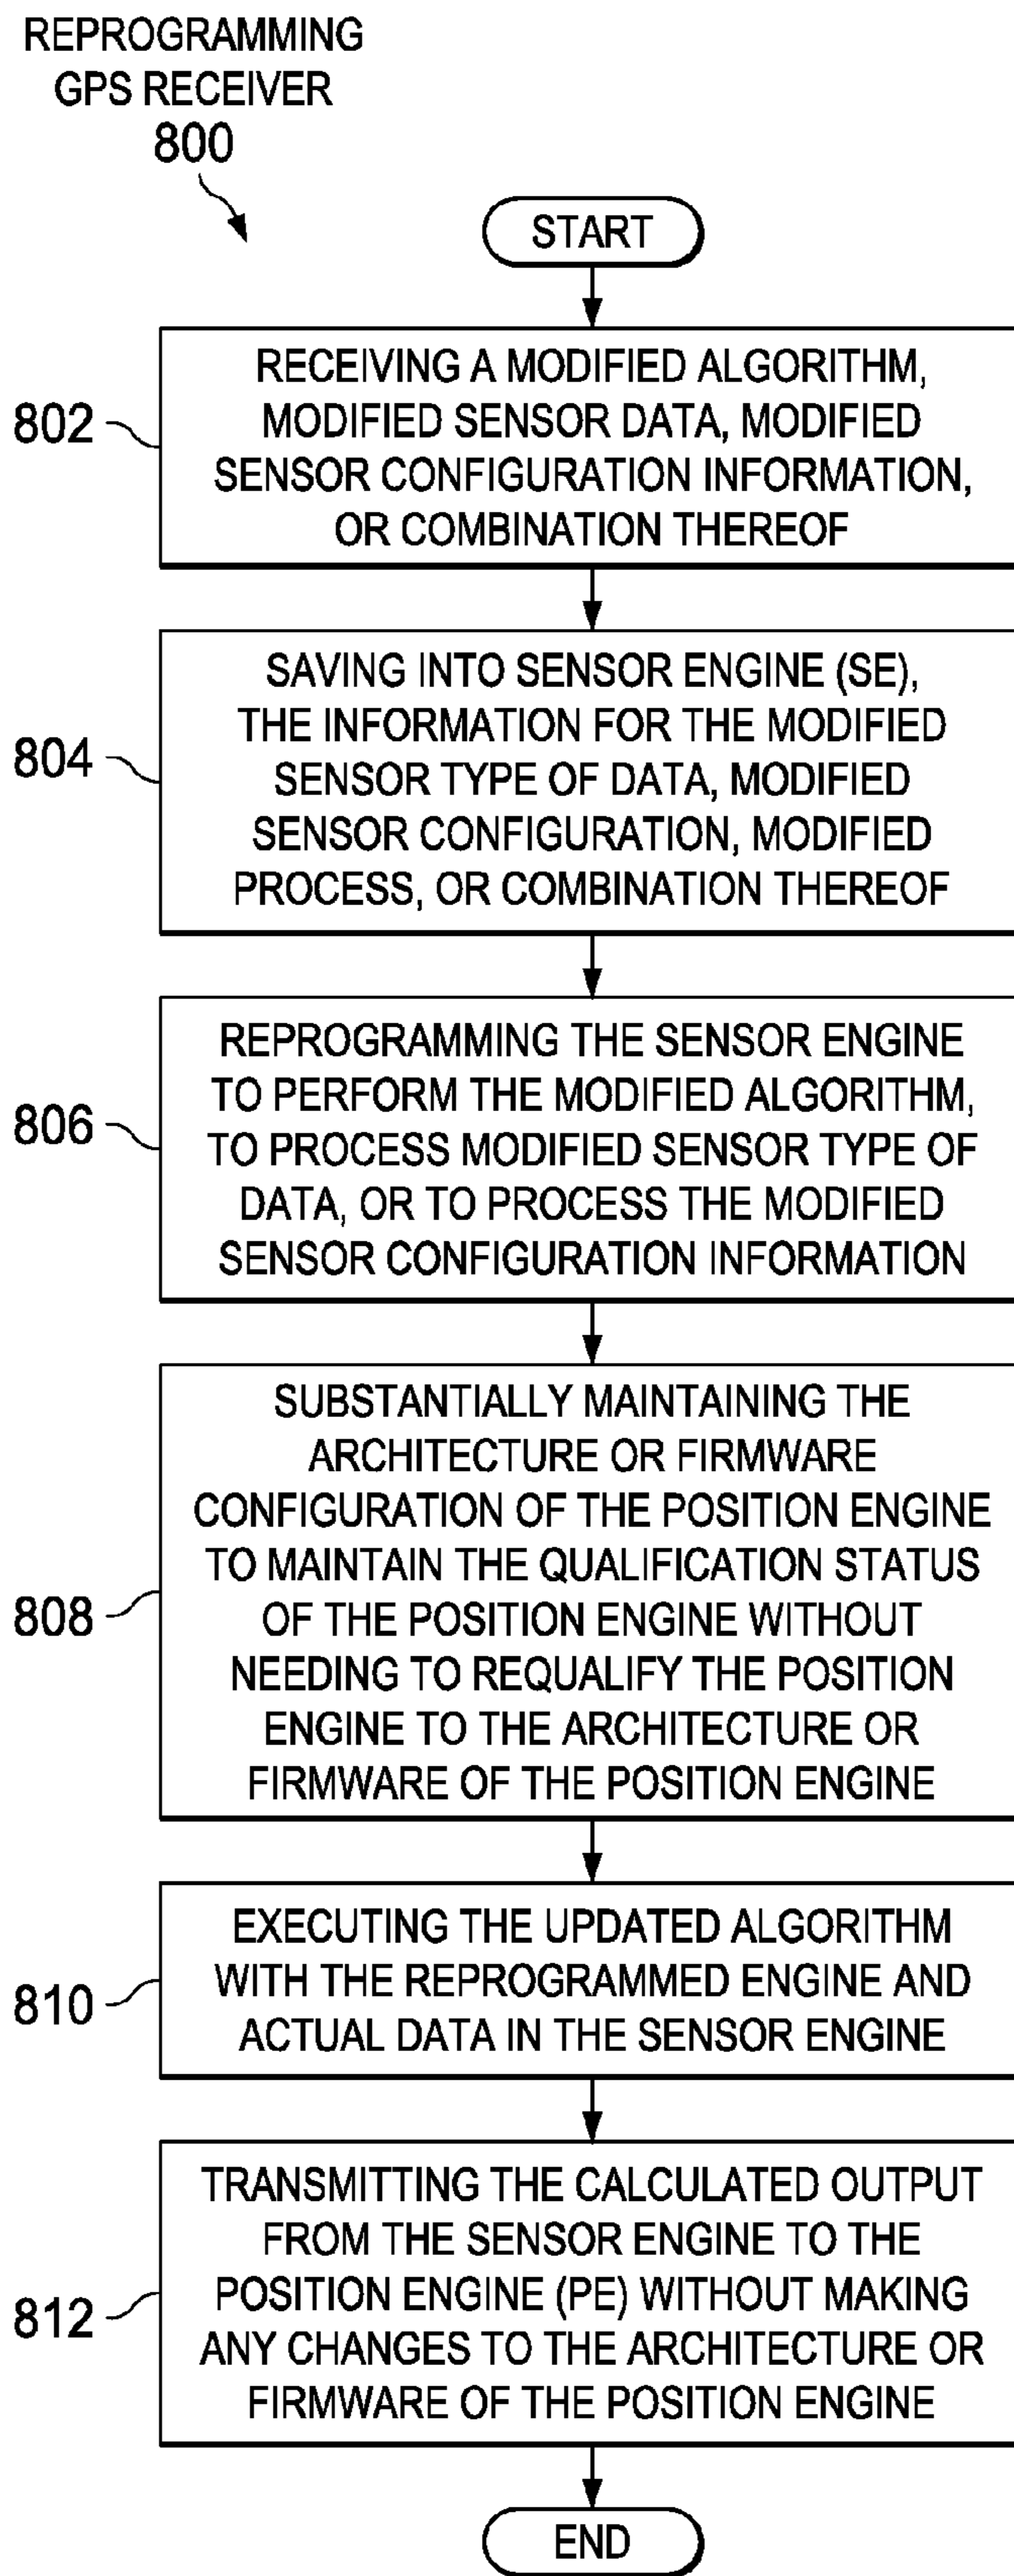 REPROGRAMMING
GPS RECEIVER
800
START
802
RECEIVING A MODIFIED ALGORITHM,
MODIFIED SENSOR DATA, MODIFIED
SENSOR CONFIGURATION INFORMATION,
OR COMBINATION THEREOF
804
SAVING INTO SENSOR ENGINE (SE),
THE INFORMATION FOR THE MODIFIED
SENSOR TYPE OF DATA, MODIFIED
SENSOR CONFIGURATION, MODIFIED
PROCESS, OR COMBINATION THEREOF
806
REPROGRAMMING THE SENSOR ENGINE
TO PERFORM THE MODIFIED ALGORITHM,
TO PROCESS MODIFIED SENSOR TYPE OF
DATA, OR TO PROCESS THE MODIFIED
SENSOR CONFIGURATION INFORMATION
808
SUBSTANTIALLY MAINTAINING THE
ARCHITECTURE OR FIRMWARE
CONFIGURATION OF THE POSITION ENGINE
TO MAINTAIN THE QUALIFICATION STATUS
OF THE POSITION ENGINE WITHOUT
NEEDING TO REQUALIFY THE POSITION
ENGINE TO THE ARCHITECTURE OR
FIRMWARE OF THE POSITION ENGINE
810
EXECUTING THE UPDATED ALGORITHM
WITH THE REPROGRAMMED ENGINE AND
ACTUAL DATA IN THE SENSOR ENGINE
812
TRANSMITTING THE CALCULATED OUTPUT
FROM THE SENSOR ENGINE TO THE
POSITION ENGINE (PE) WITHOUT MAKING
ANY CHANGES TO THE ARCHITECTURE OR
FIRMWARE OF THE POSITION ENGINE
END